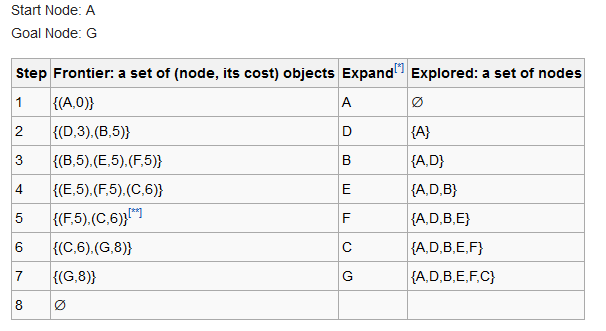 Start Node: A
Goal Node: G
Step Frontier: a set of (node, its cost) objects Expand[*] Explored: a set of nodes
1 {(A,0)} A ∅
2 {(D,3),(B,5)} D {A}
3 {(B,5),(E,5),(F,5)} B {A,D}
4 {(E,5),(F,5),(C,6)} E {A,D,B}
5 {(F,5),(C,6)}[**] F {A,D,B,E}
6 {(C,6),(G,8)} C {A,D,B,E,F}
7 {(G,8)} G {A,D,B,E,F,C}
8 ∅